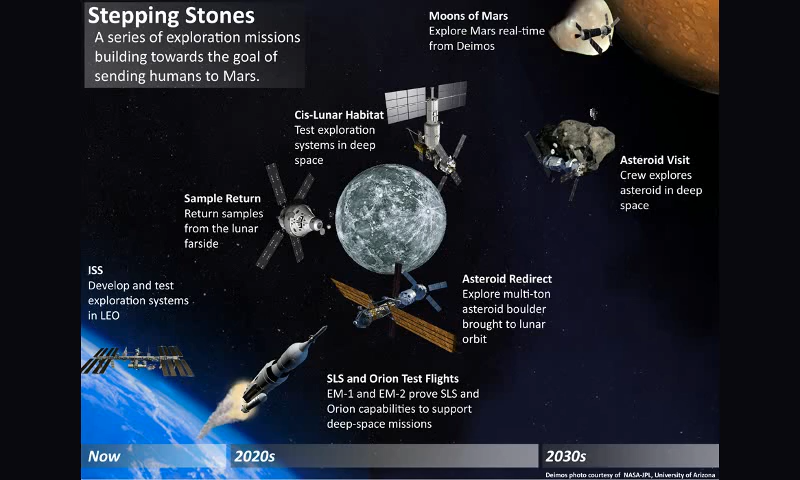 Stepping Stones
A series of exploration missions
building towards the goal of
sending humans to Mars.
Moons of Mars
Explore Mars real-time
from Deimos
Cis-Lunar Habitat
Test exploration
systems in deep
space
Asteroid Visit
Crew explores
asteroid in deep
space
Sample Return
Return samples
from the lunar
farside
ISS
Develop and test
exploration systems
in LEO
Asteroid Redirect
Explore multi-ton
asteroid boulder
brought to lunar
orbit
SLS and Orion Test Flights
EM-1 and EM-2 prove SLS and
Orion capabilities to support
deep-space missions
Now
2020s
2030s
Deimos photo courtesy of NASA-JPL, University of Arizona